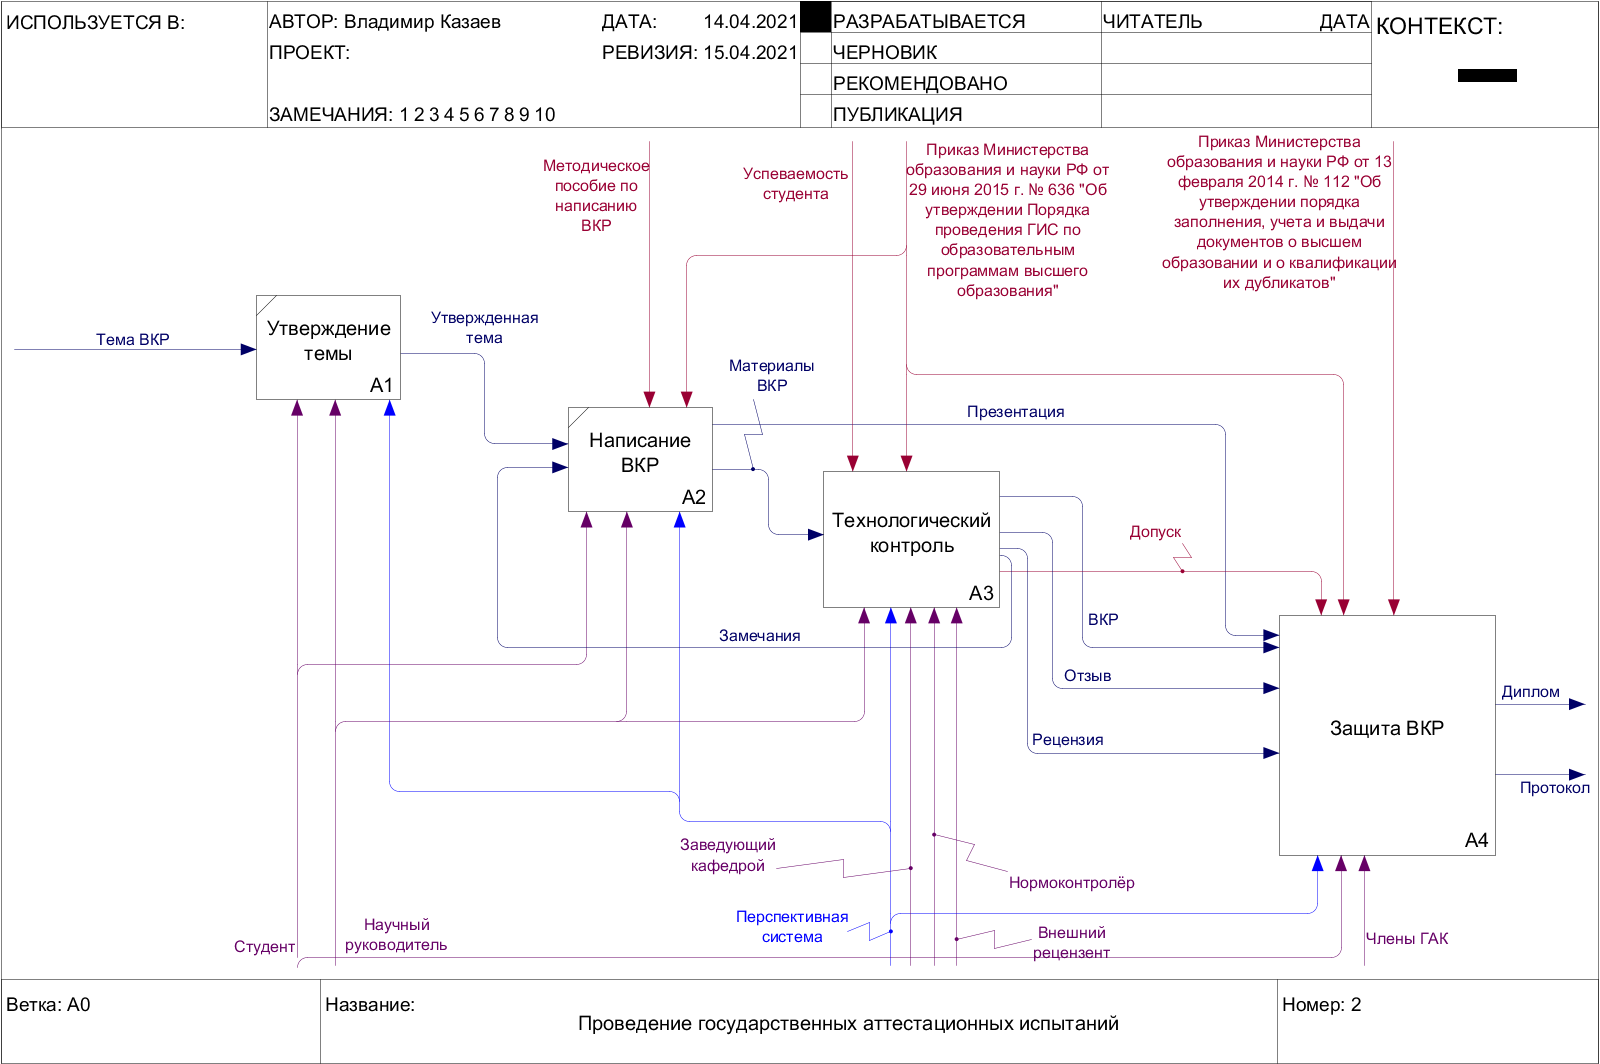 ИСПОЛЬЗУЕТСЯ В:
АВТОР: Владимир Казаев
ДАТА: 14.04.2021
ПРОЕКТ:
РЕВИЗИЯ: 15.04.2021
ЗАМЕЧАНИЯ: 1 2 3 4 5 6 7 8 9 10
РАЗРАБАТЫВАЕТСЯ
ЧЕРНОВИК
РЕКОМЕНДОВАНО
ПУБЛИКАЦИЯ
ЧИТАТЕЛЬ
ДАТА
КОНТЕКСТ:
Методическое
пособие по
написанию
ВКР
Успеваемость
студента
Приказ Министерства
образования и науки РФ от
29 июня 2015 г. № 636 "Об
утверждении Порядка
проведения ГИС по
образовательным
программам высшего
образования"
Приказ Министерства
образования и науки РФ от 13
февраля 2014 г. № 112 "Об
утверждении порядка
заполнения, учета и выдачи
документов о высшем
образовании и о квалификации
их дубликатов"
Тема ВКР
Утверждение
темы
A1
Утвержденная
тема
Материалы
ВКР
Написание
ВКР
A2
Презентация
Технологический
контроль
A3
Допуск
Замечания
ВКР
Отзыв
Рецензия
Защита ВКР
A4
Диплом
Протокол
Заведующий
кафедрой
Нормоконтролёр
Перспективная
система
Внешний
рецензент
Члены ГАК
Студент
Научный
руководитель
Ветка: A0
Название:
Проведение государственных аттестационных испытаний
Номер: 2